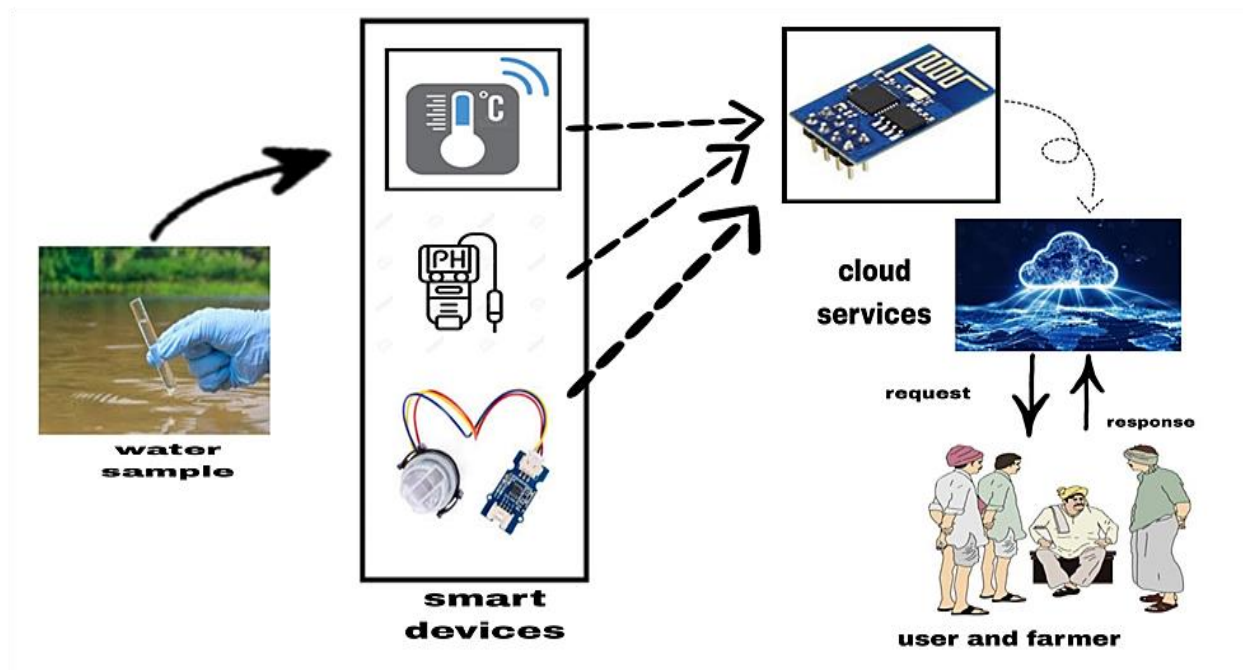 °C
PH
water
sample
smart
devices
cloud
services
request
response
user and farmer